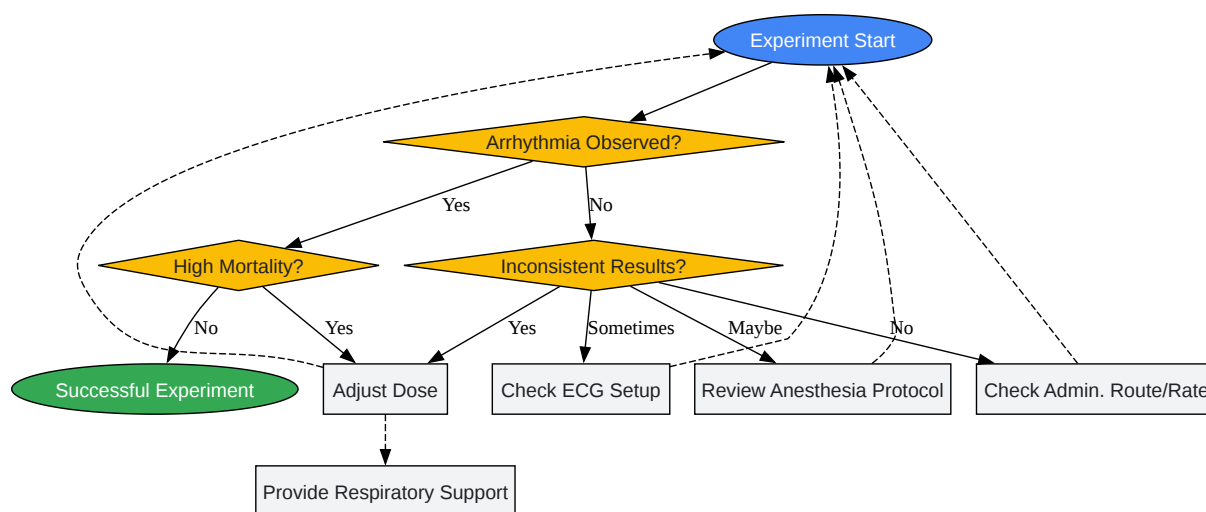 Experiment Start
Arrhythmia Observed?
Yes
No
High Mortality?
Inconsistent Results?
No
Yes
Yes
Sometimes
Maybe
No
Successful Experiment
Adjust Dose
Check ECG Setup
Review Anesthesia Protocol
Check Admin. Route/Rate
Provide Respiratory Support